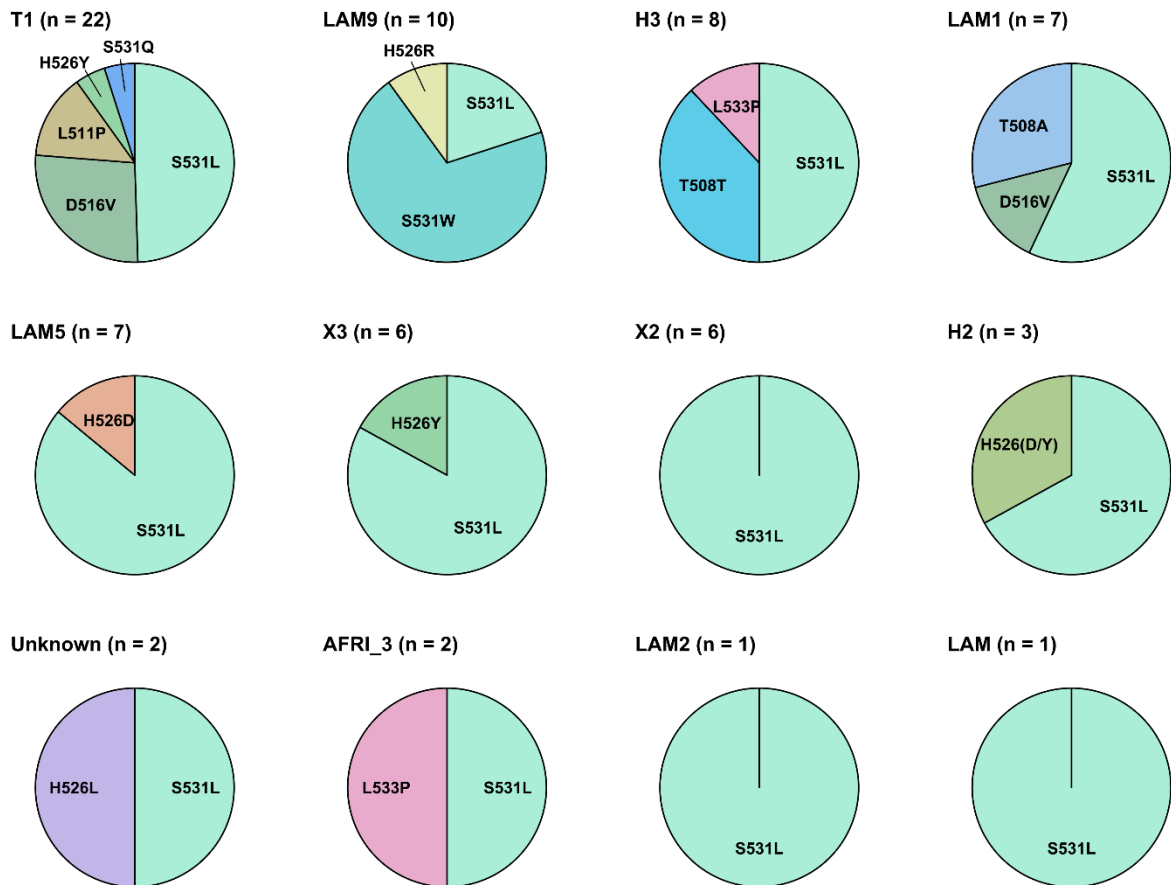 T1 (n = 22)
S531Q
H526Y
L511P
S531L
D516V
LAM9 (n = 10)
H526R
S531L
S531W
H3 (n = 8)
L533P
S531L
T508T
LAM1 (n = 7)
T508A
S531L
D516V
LAM5 (n = 7)
H526D
S531L
X3 (n = 6)
H526Y
S531L
X2 (n = 6)
S531L
H2 (n = 3)
H526(D/Y)
S531L
Unknown (n = 2)
H526L
S531L
AFRI_3 (n = 2)
L533P
S531L
LAM2 (n = 1)
S531L
LAM (n = 1)
S531L